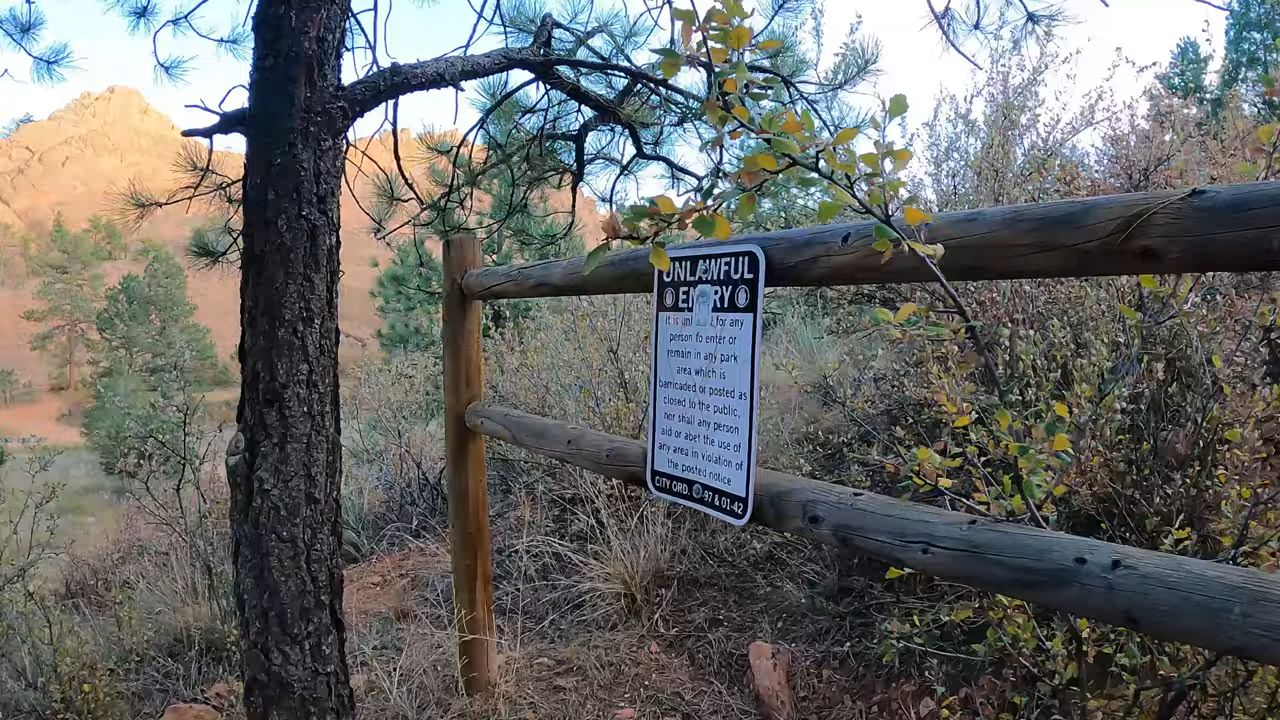 UNLAWFUL
ENTRY
It is unl for any
person to enter or
remain in any park
area which is
barricaded or posted as
closed to the public,
nor shall any person
aid or abet the use of
any area in violation of
the posted notice
CITY ORD. -97 & 01-42